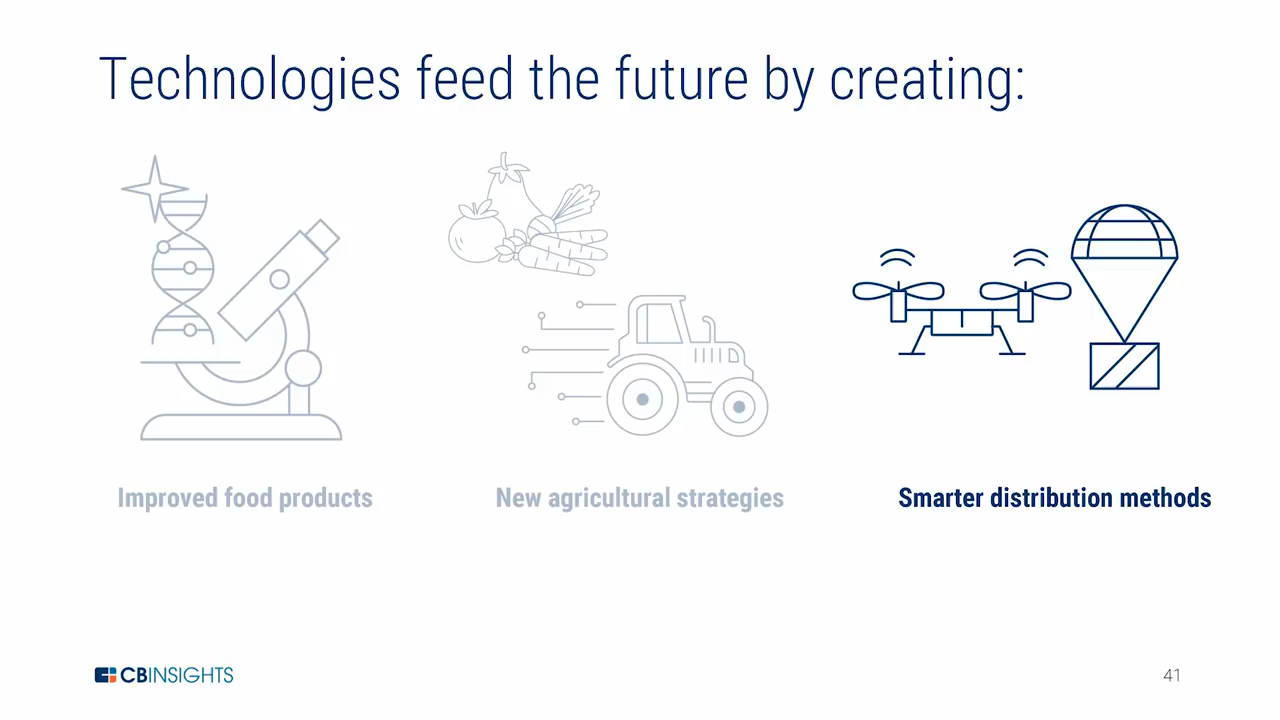 Technologies feed the future by creating:
Improved food products
New agricultural strategies
Smarter distribution methods
CBINSIGHTS
41